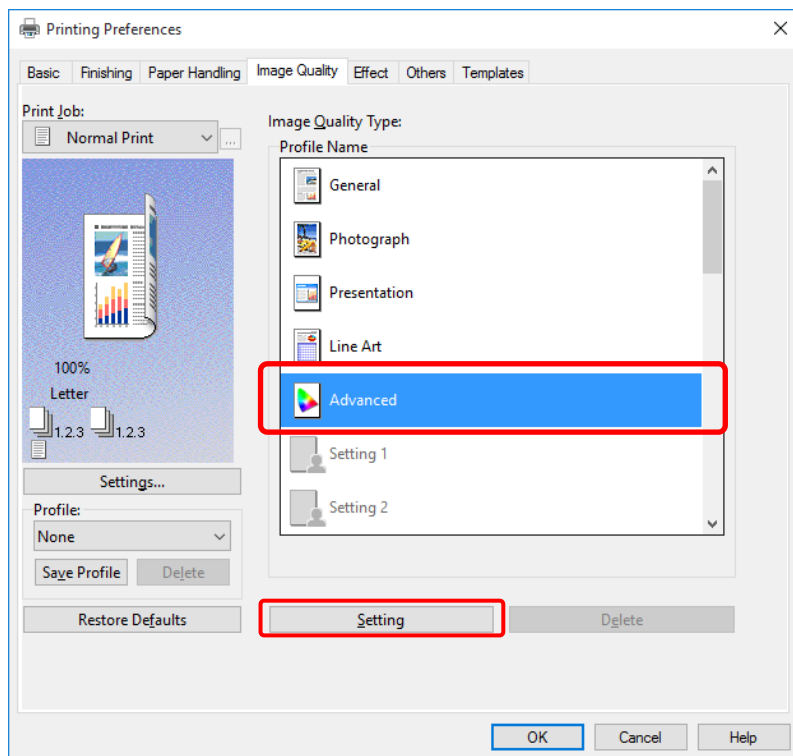 Printing Preferences
Basic Finishing Paper Handling Image Quality Effect Others Templates
Print Job:
Normal Print
...
100%
Letter
1.2.3 1.2.3
Settings...
Profile:
None
Save Profile Delete
Restore Defaults
Image Quality Type:
Profile Name
General
Photograph
Presentation
Line Art
Advanced
Setting 1
Setting 2
Setting Delete
OK Cancel Help